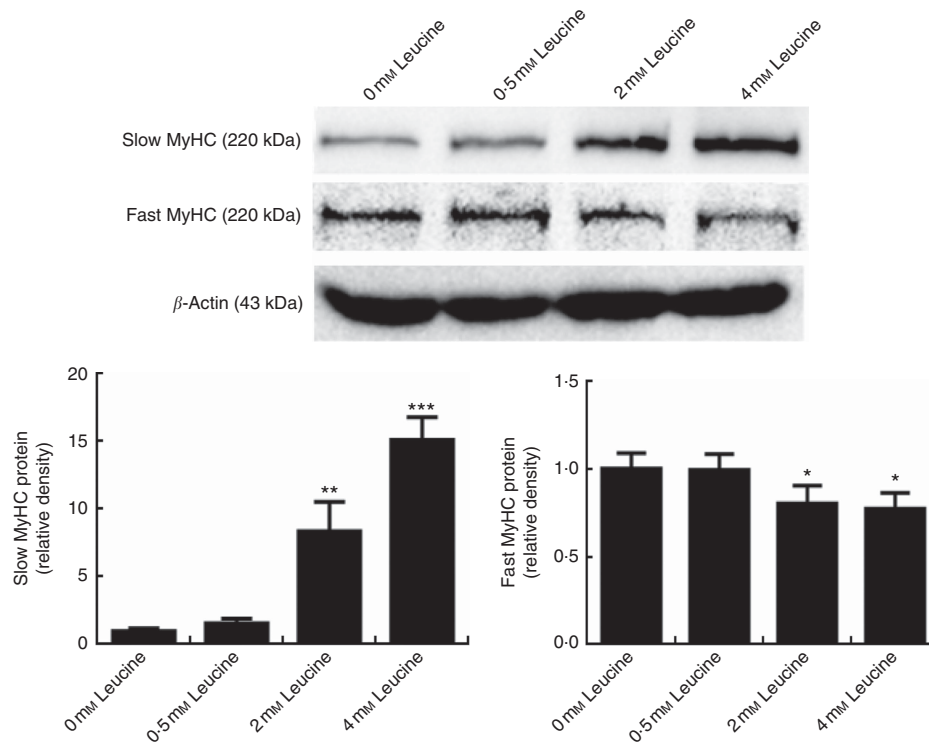 0 mM Leucine
0·5 mM Leucine
2 mM Leucine
4 mM Leucine
Slow MyHC (220 kDa)
Fast MyHC (220 kDa)
β-Actin (43 kDa)
Slow MyHC protein
(relative density)
20
15
10
5
0
**
***
0 mM Leucine
0·5 mM Leucine
2 mM Leucine
4 mM Leucine
Fast MyHC protein
(relative density)
1·5
1·0
0·5
0·0
*
*
0 mM Leucine
0·5 mM Leucine
2 mM Leucine
4 mM Leucine